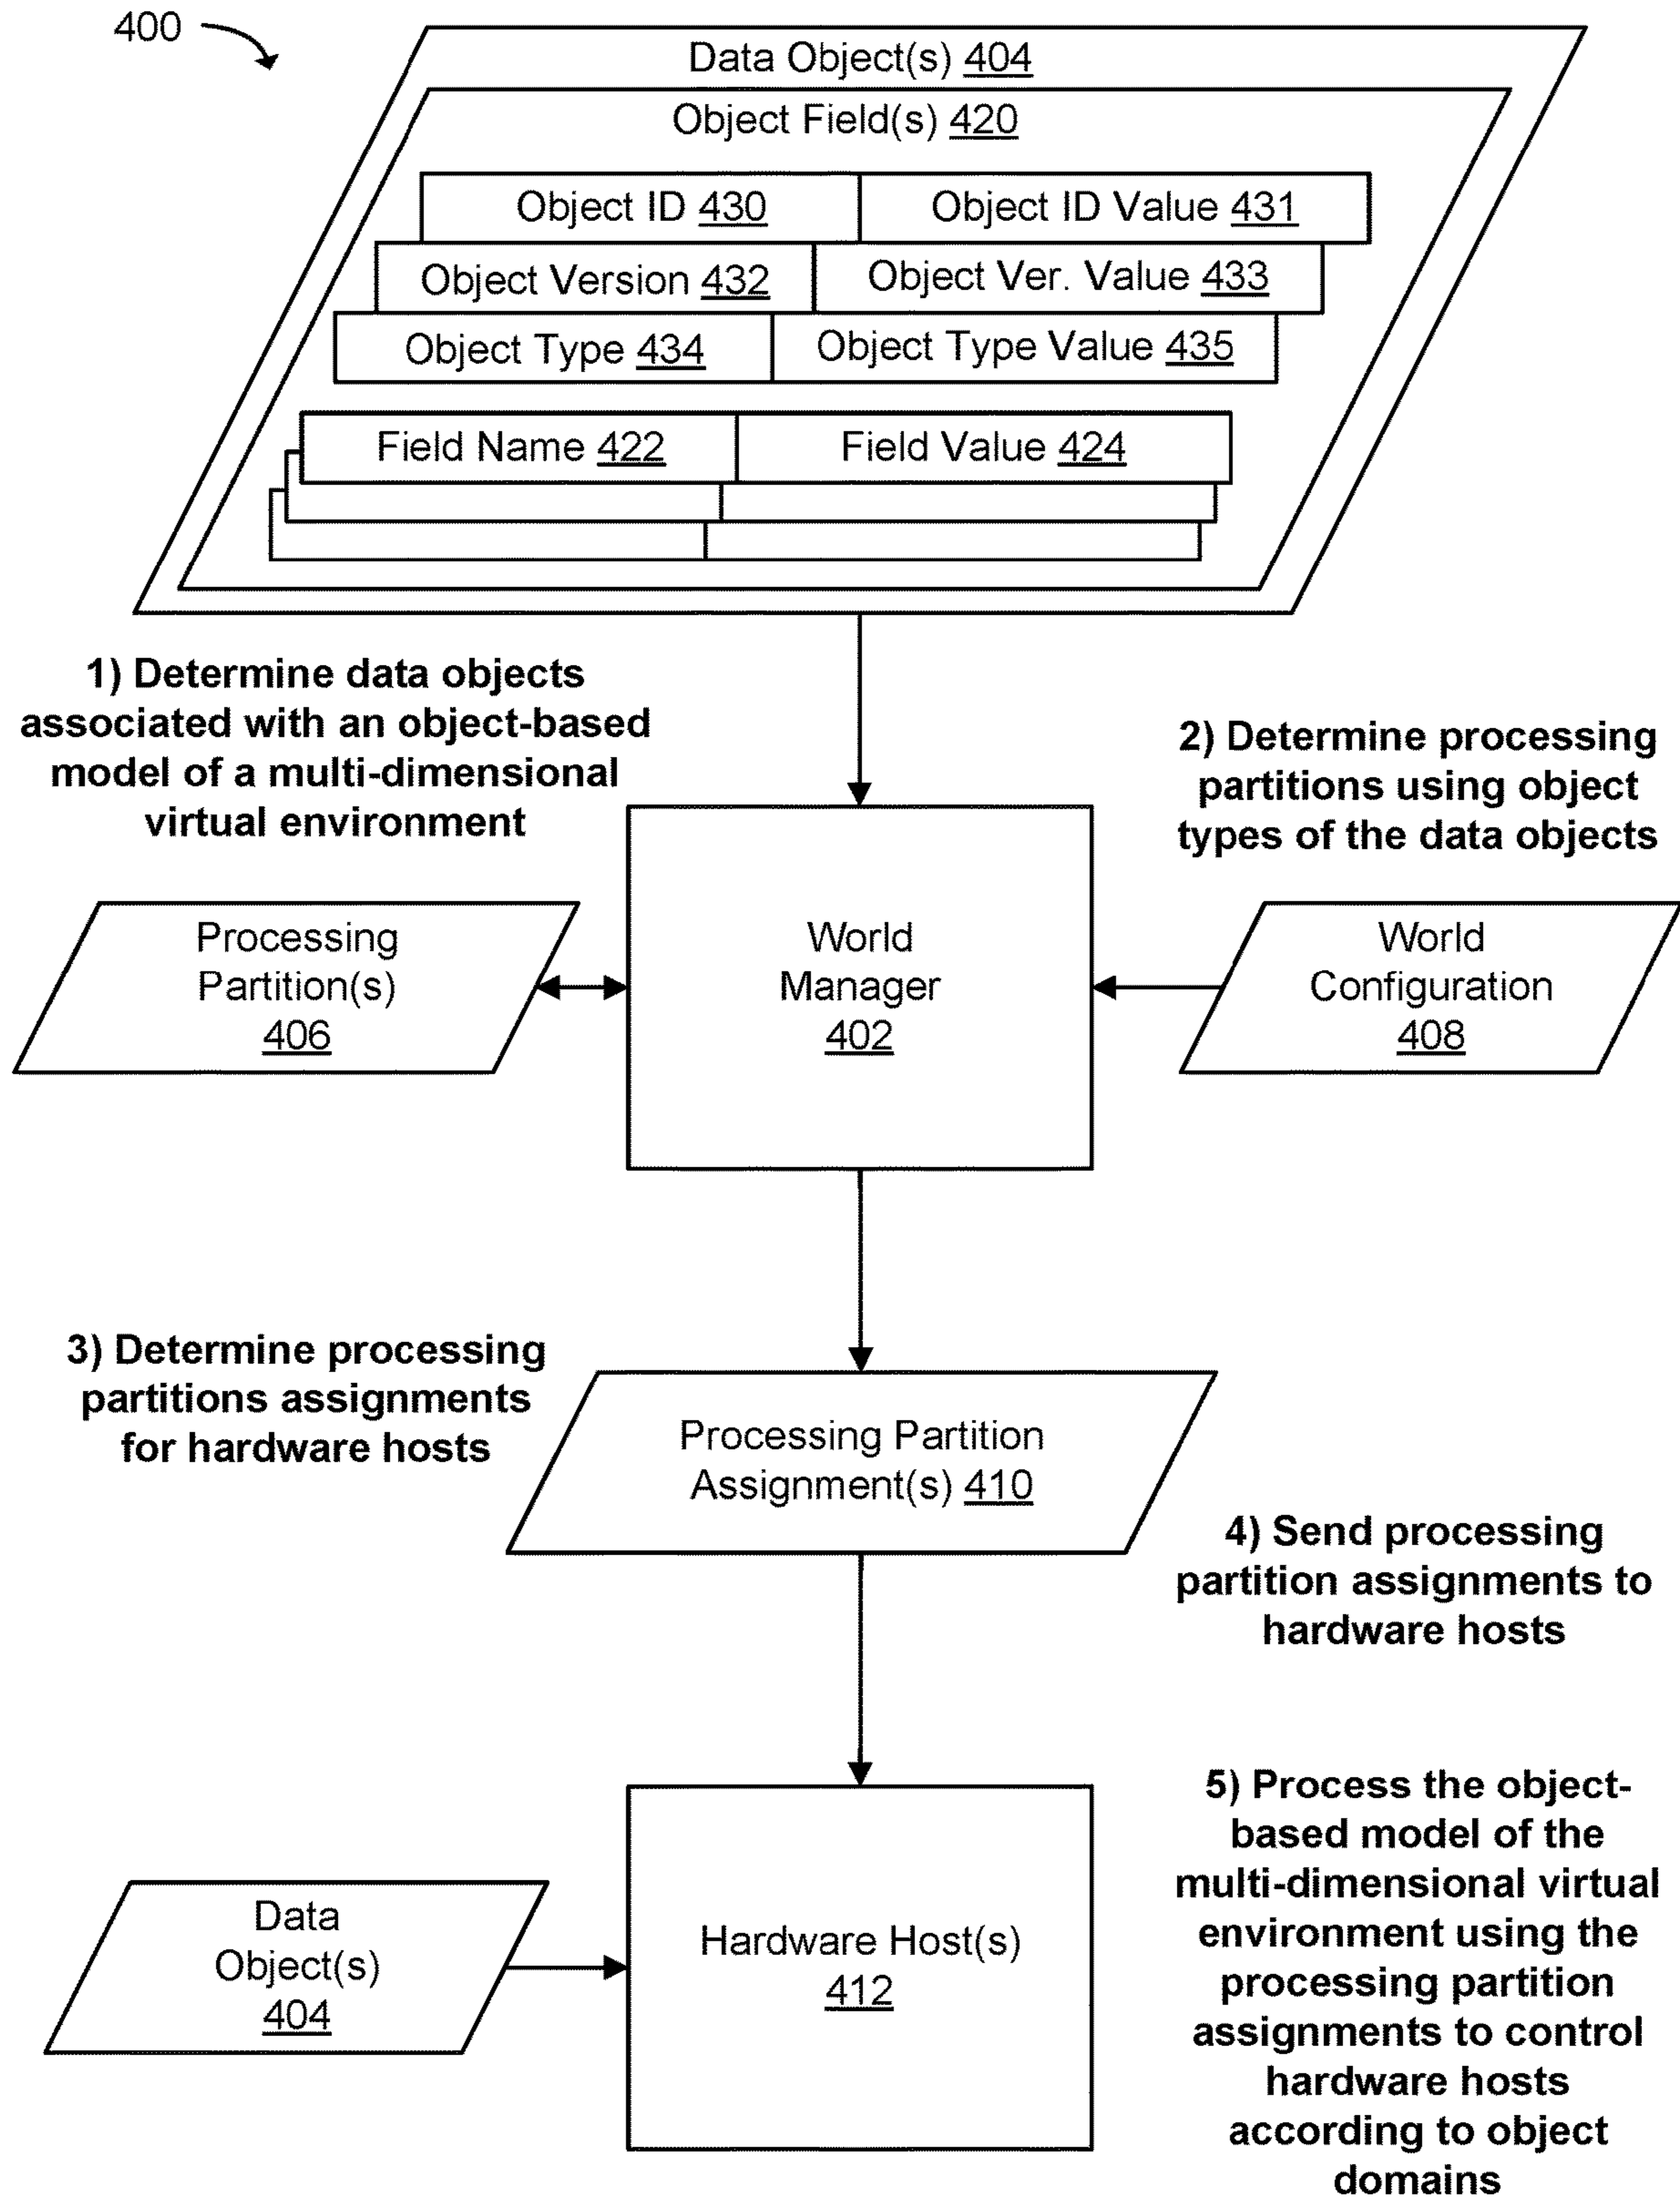 400
Data Object(s) 404
Object Field(s) 420
Object ID 430
Object ID Value 431
Object Version 432
Object Ver. Value 433
Object Type 434
Object Type Value 435
Field Name 422
Field Value 424
1) Determine data objects
associated with an object-based
model of a multi-dimensional
virtual environment
2) Determine processing
partitions using object
types of the data objects
Processing
Partition(s)
406
World
Manager
402
World
Configuration
408
3) Determine processing
partitions assignments
for hardware hosts
Processing Partition
Assignment(s) 410
4) Send processing
partition assignments to
hardware hosts
Data
Object(s)
404
Hardware Host(s)
412
5) Process the object-
based model of the
multi-dimensional virtual
environment using the
processing partition
assignments to control
hardware hosts
according to object
domains